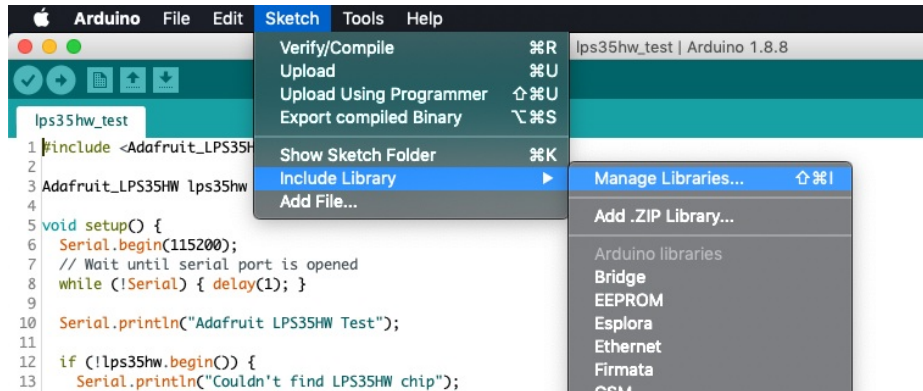 Arduino File Edit Sketch Tools Help
lps35hw_test | Arduino 1.8.8
Verify/Compile ⌘R
Upload ⌘U
Upload Using Programmer ⇧⌘U
Export compiled Binary ⌥⌘S
Show Sketch Folder ⌘K
Include Library ▶
Add File...
Manage Libraries... ⇧⌘I
Add .ZIP Library...
Arduino libraries
Bridge
EEPROM
Esplora
Ethernet
Firmata
lps35hw_test
1 #include <Adafruit_LPS35H
2
3 Adafruit_LPS35HW lps35hw
4
5 void setup() {
6 Serial.begin(115200);
7 // Wait until serial port is opened
8 while (!Serial) { delay(1); }
9
10 Serial.println("Adafruit LPS35HW Test");
11
12 if (!lps35hw.begin()) {
13 Serial.println("Couldn't find LPS35HW chip");